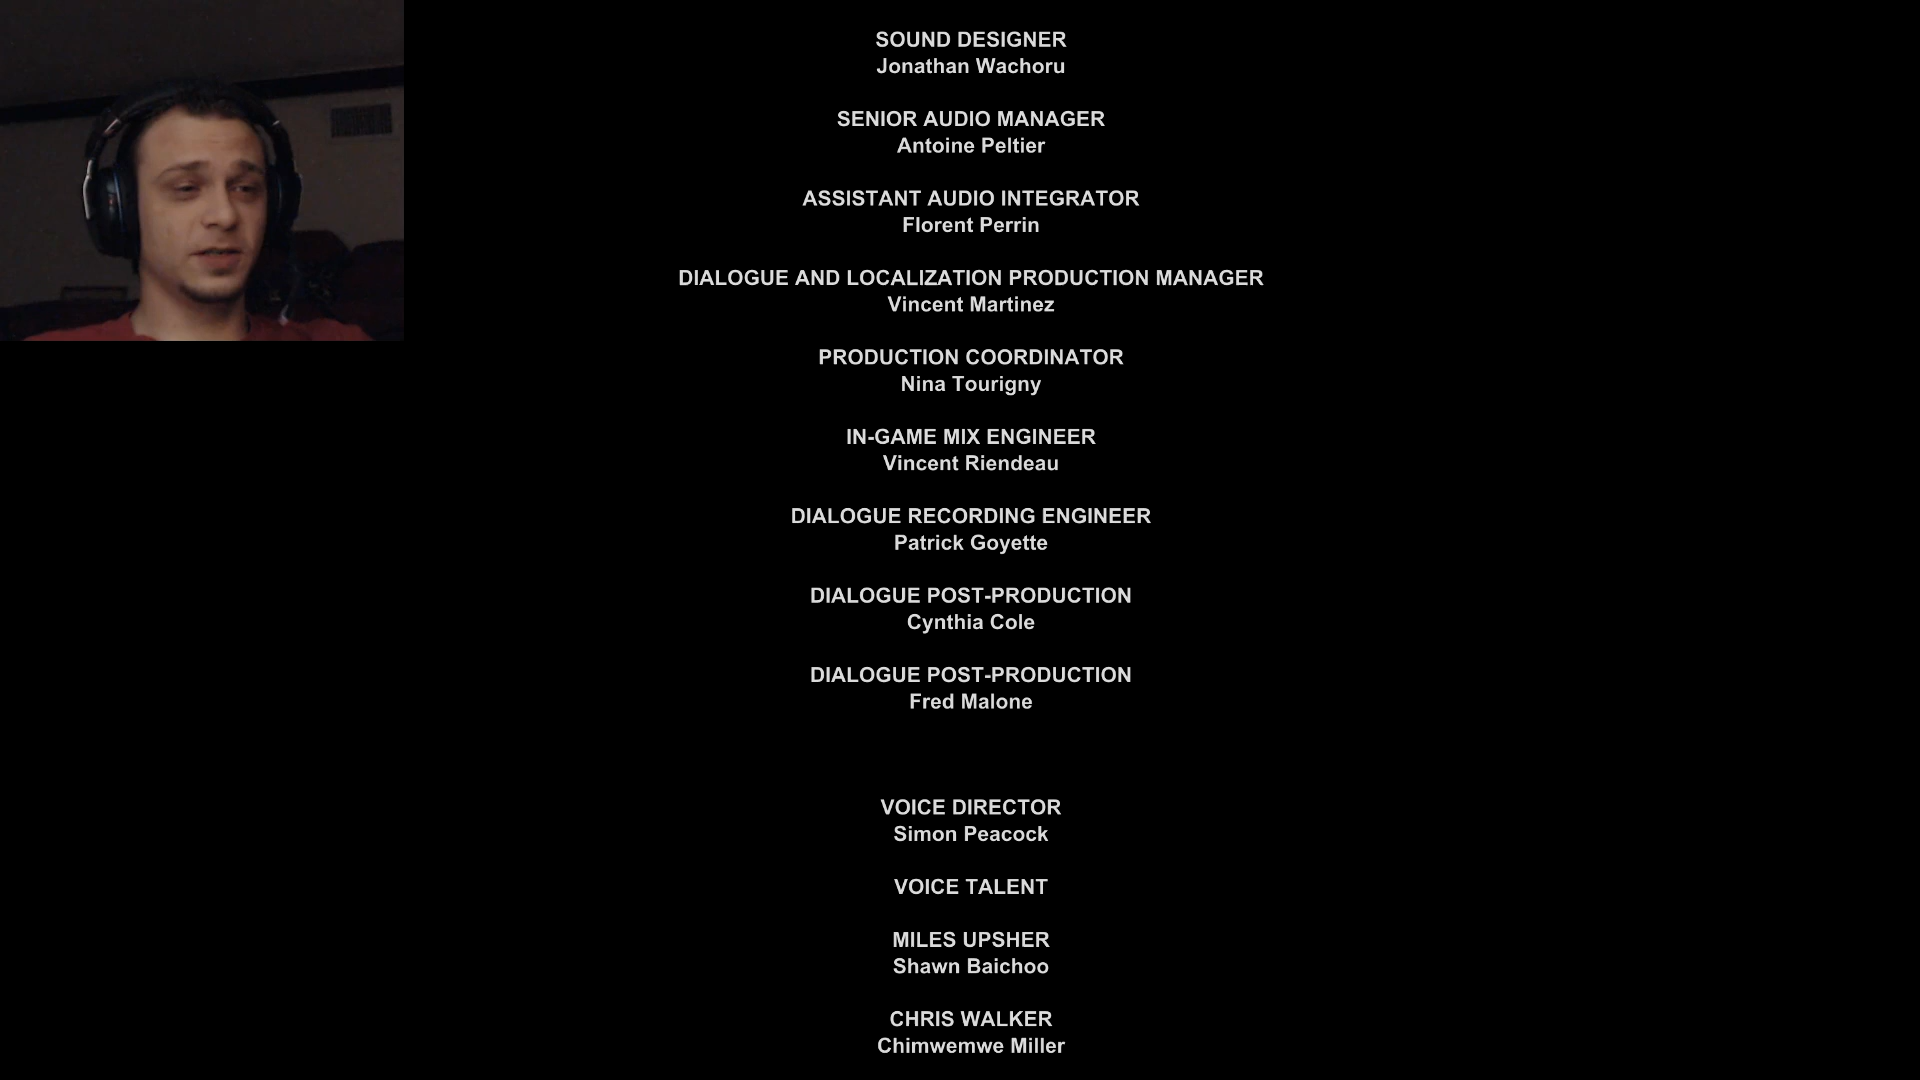 SOUND DESIGNER
Jonathan Wachoru
SENIOR AUDIO MANAGER
Antoine Peltier
ASSISTANT AUDIO INTEGRATOR
Florent Perrin
DIALOGUE AND LOCALIZATION PRODUCTION MANAGER
Vincent Martinez
PRODUCTION COORDINATOR
Nina Tourigny
IN-GAME MIX ENGINEER
Vincent Riendeau
DIALOGUE RECORDING ENGINEER
Patrick Goyette
DIALOGUE POST-PRODUCTION
Cynthia Cole
DIALOGUE POST-PRODUCTION
Fred Malone
VOICE DIRECTOR
Simon Peacock
VOICE TALENT
MILES UPSHER
Shawn Baichoo
CHRIS WALKER
Chimwemwe Miller